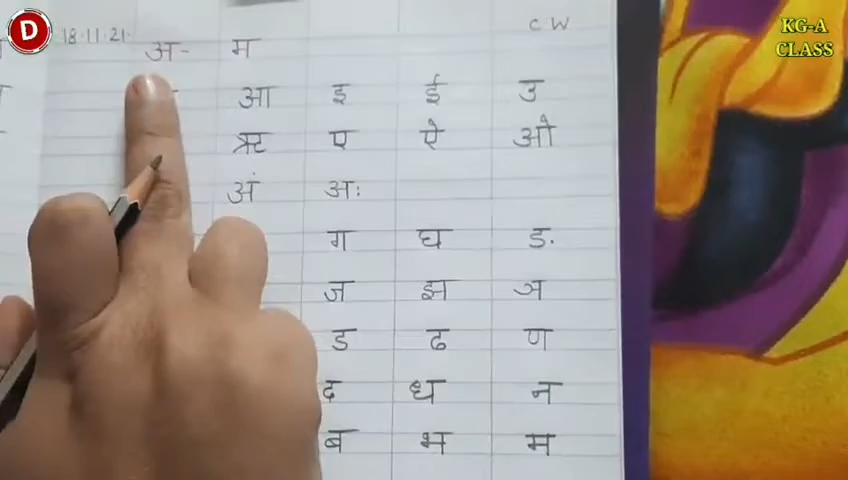 D
18·11·21·
C W
KG-A
CLASS
अ- म
आ इ ई उ
ऋ ए ऐ ओ
अं अः
ग घ ङ
ज झ ञ
ड ढ ण
द ध न
ब भ म